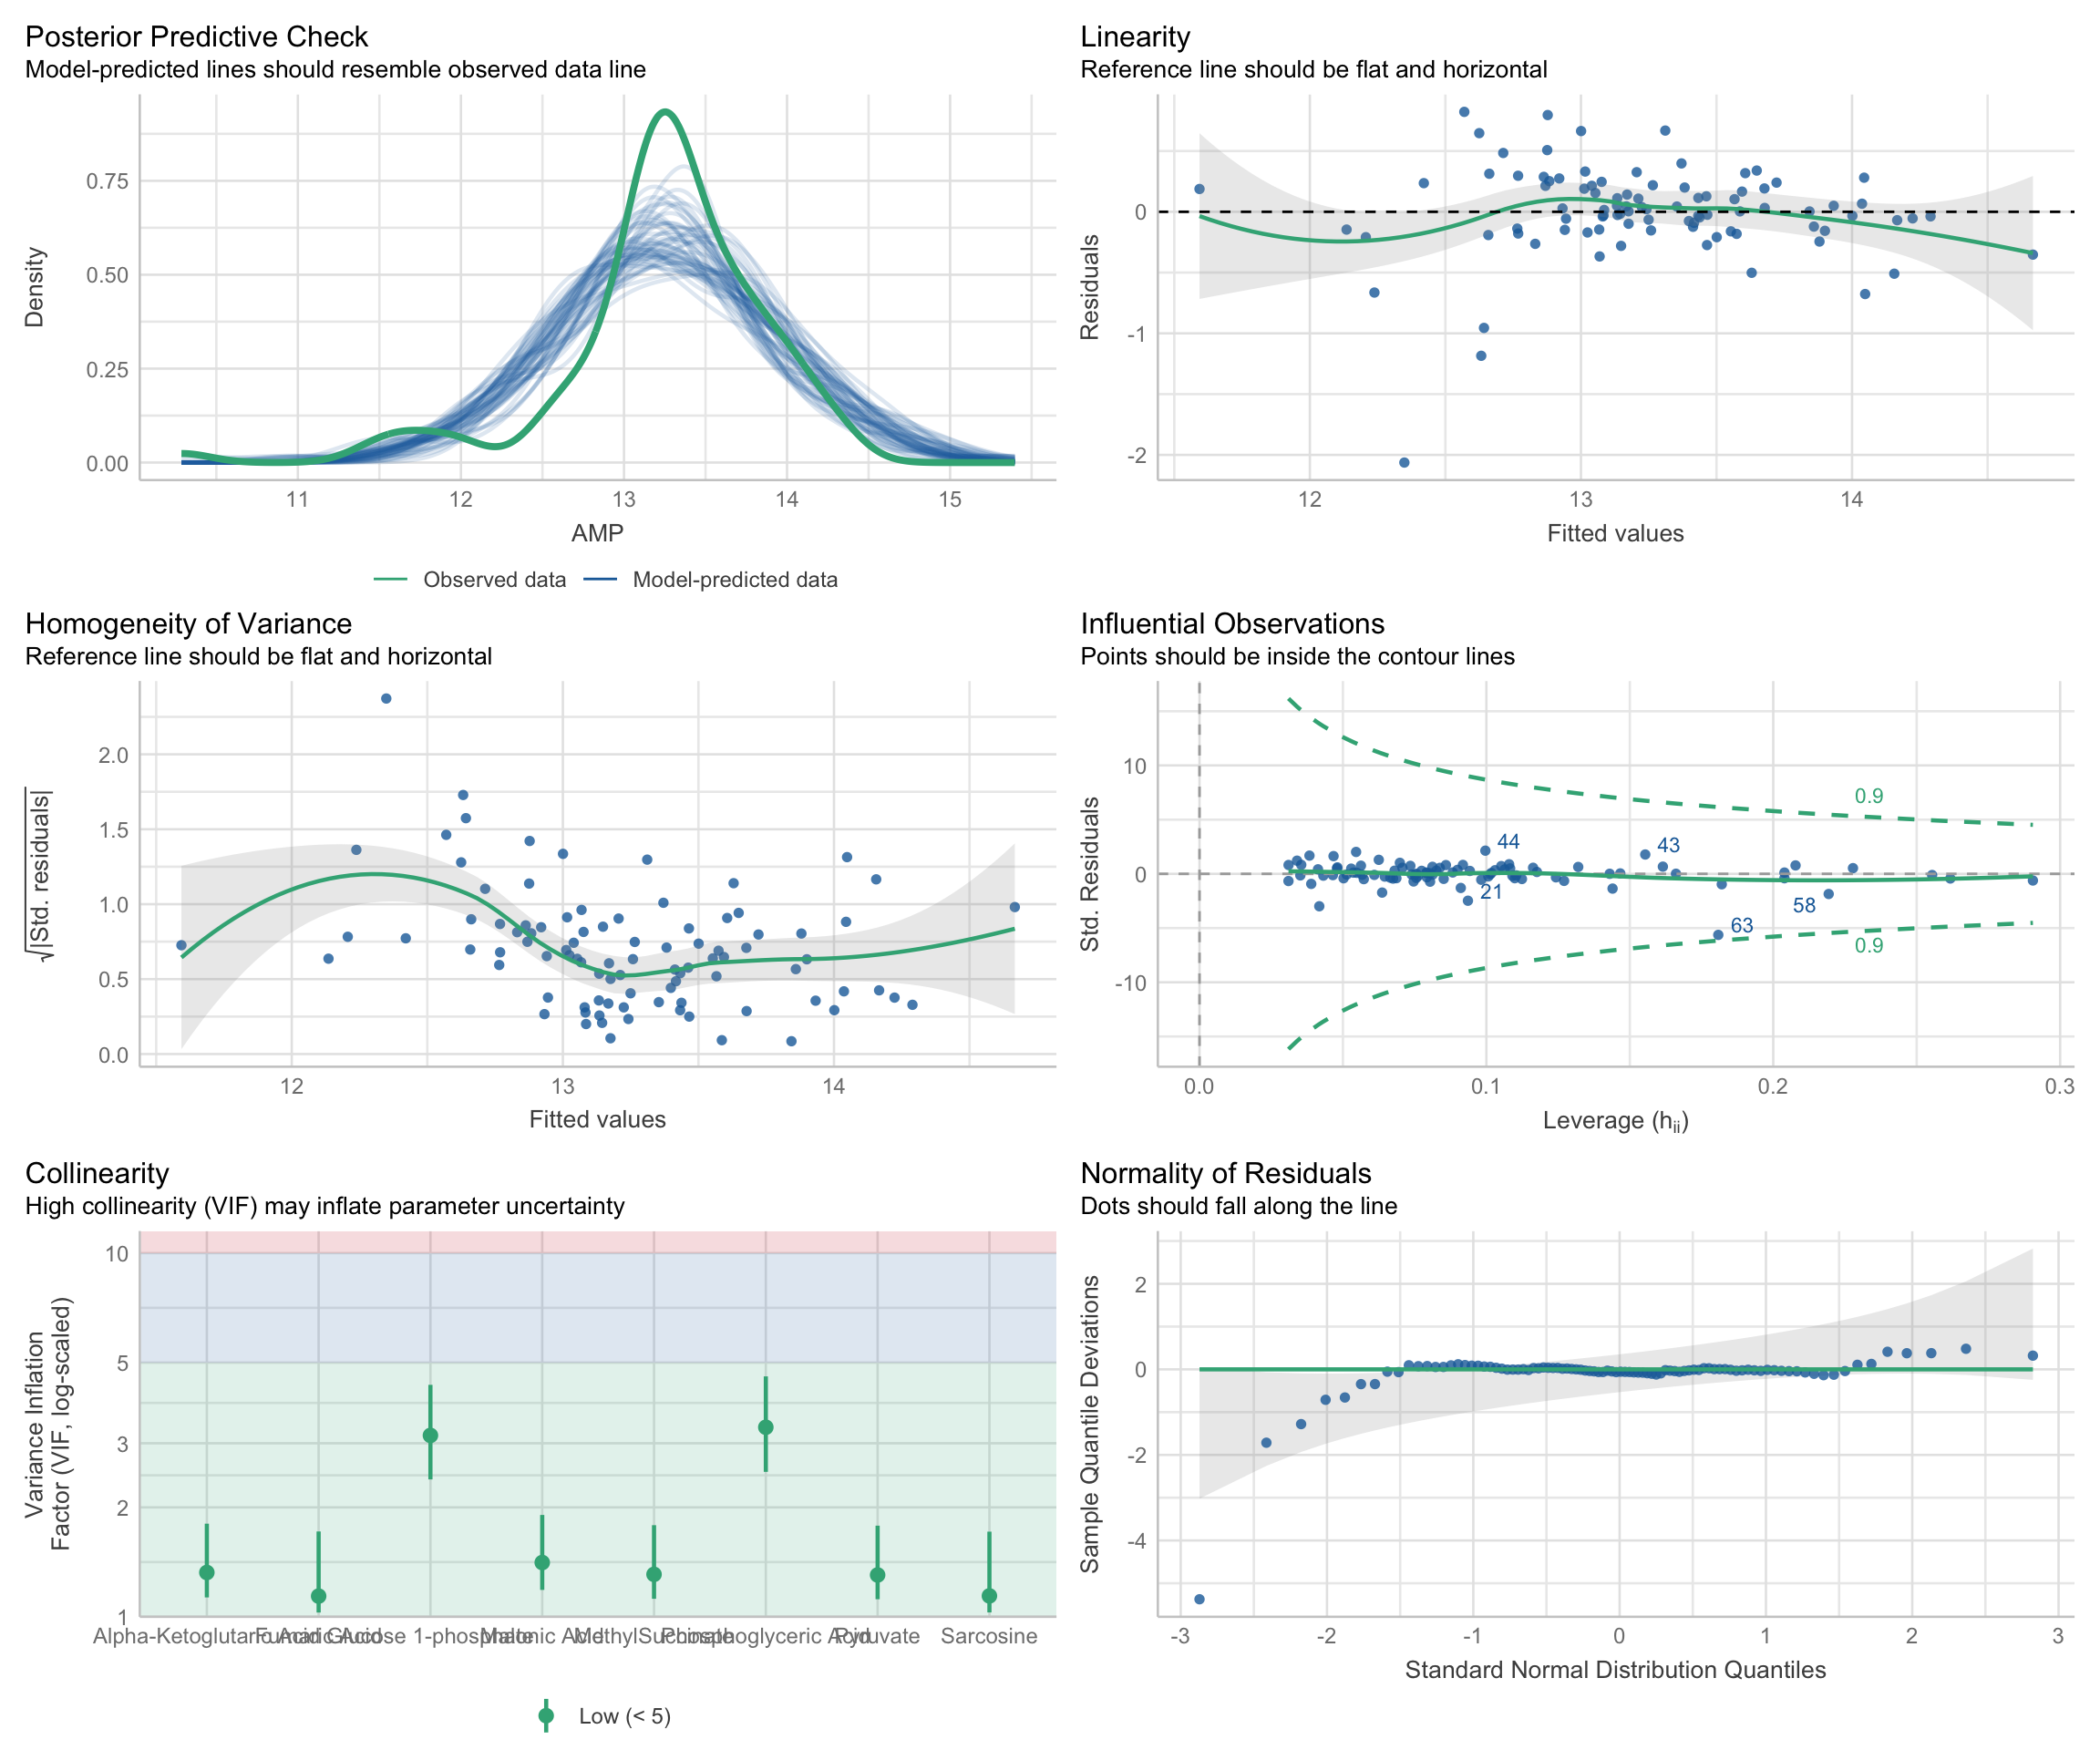 Posterior Predictive Check
Model-predicted lines should resemble observed data line
Density
0.75
0.50
0.25
0.00
11 12 13 14 15
AMP
Observed data Model-predicted data
Linearity
Reference line should be flat and horizontal
Residuals
0
-1
-2
12 13 14
Fitted values
Homogeneity of Variance
Reference line should be flat and horizontal
√|Std. residuals|
2.0
1.5
1.0
0.5
0.0
12 13 14
Fitted values
Influential Observations
Points should be inside the contour lines
Std. Residuals
10
0
-10
0.9
44
43
21
58
63
0.9
0.0 0.1 0.2 0.3
Leverage (hii)
Collinearity
High collinearity (VIF) may inflate parameter uncertainty
Variance Inflation
Factor (VIF, log-scaled)
10
5
3
2
1
Sarcosine
Low (< 5)
Normality of Residuals
Dots should fall along the line
Sample Quantile Deviations
2
0
-2
-4
-3 -2 -1 0 1 2 3
Standard Normal Distribution Quantiles